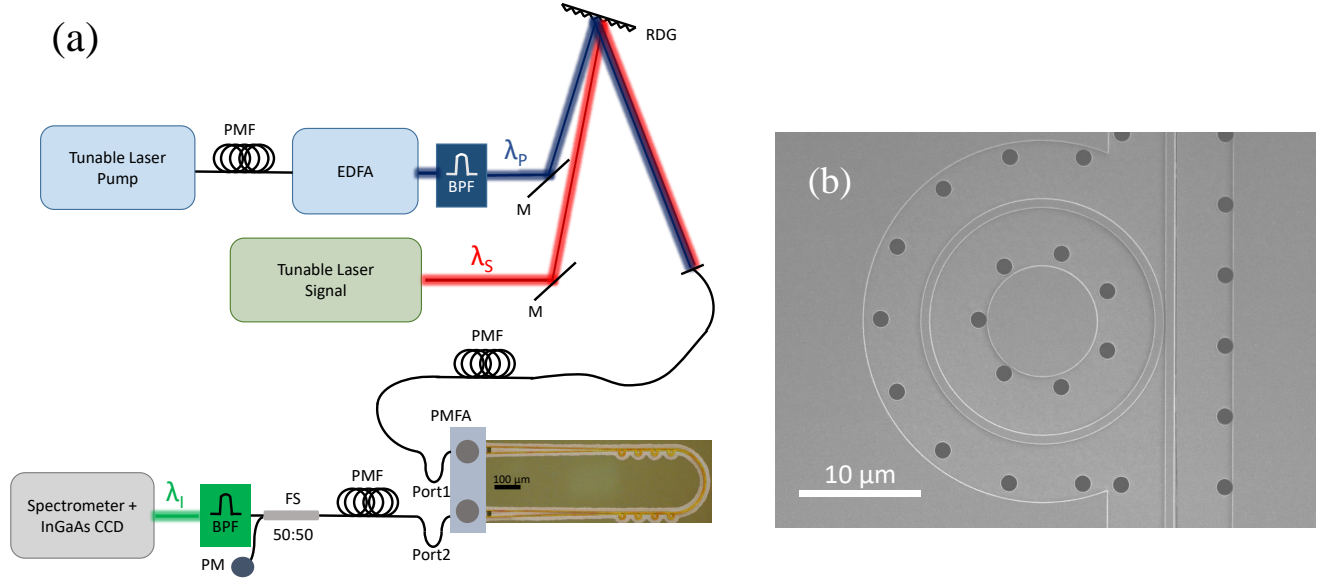 (a)
RDG
PMF
Tunable Laser
Pump
EDFA
BPF
λP
M
Tunable Laser
Signal
λS
M
PMF
PMFA
Port1
100 μm
Spectrometer +
InGaAs CCD
λI
BPF
PM
FS
50:50
PMF
Port2
(b)
10 μm